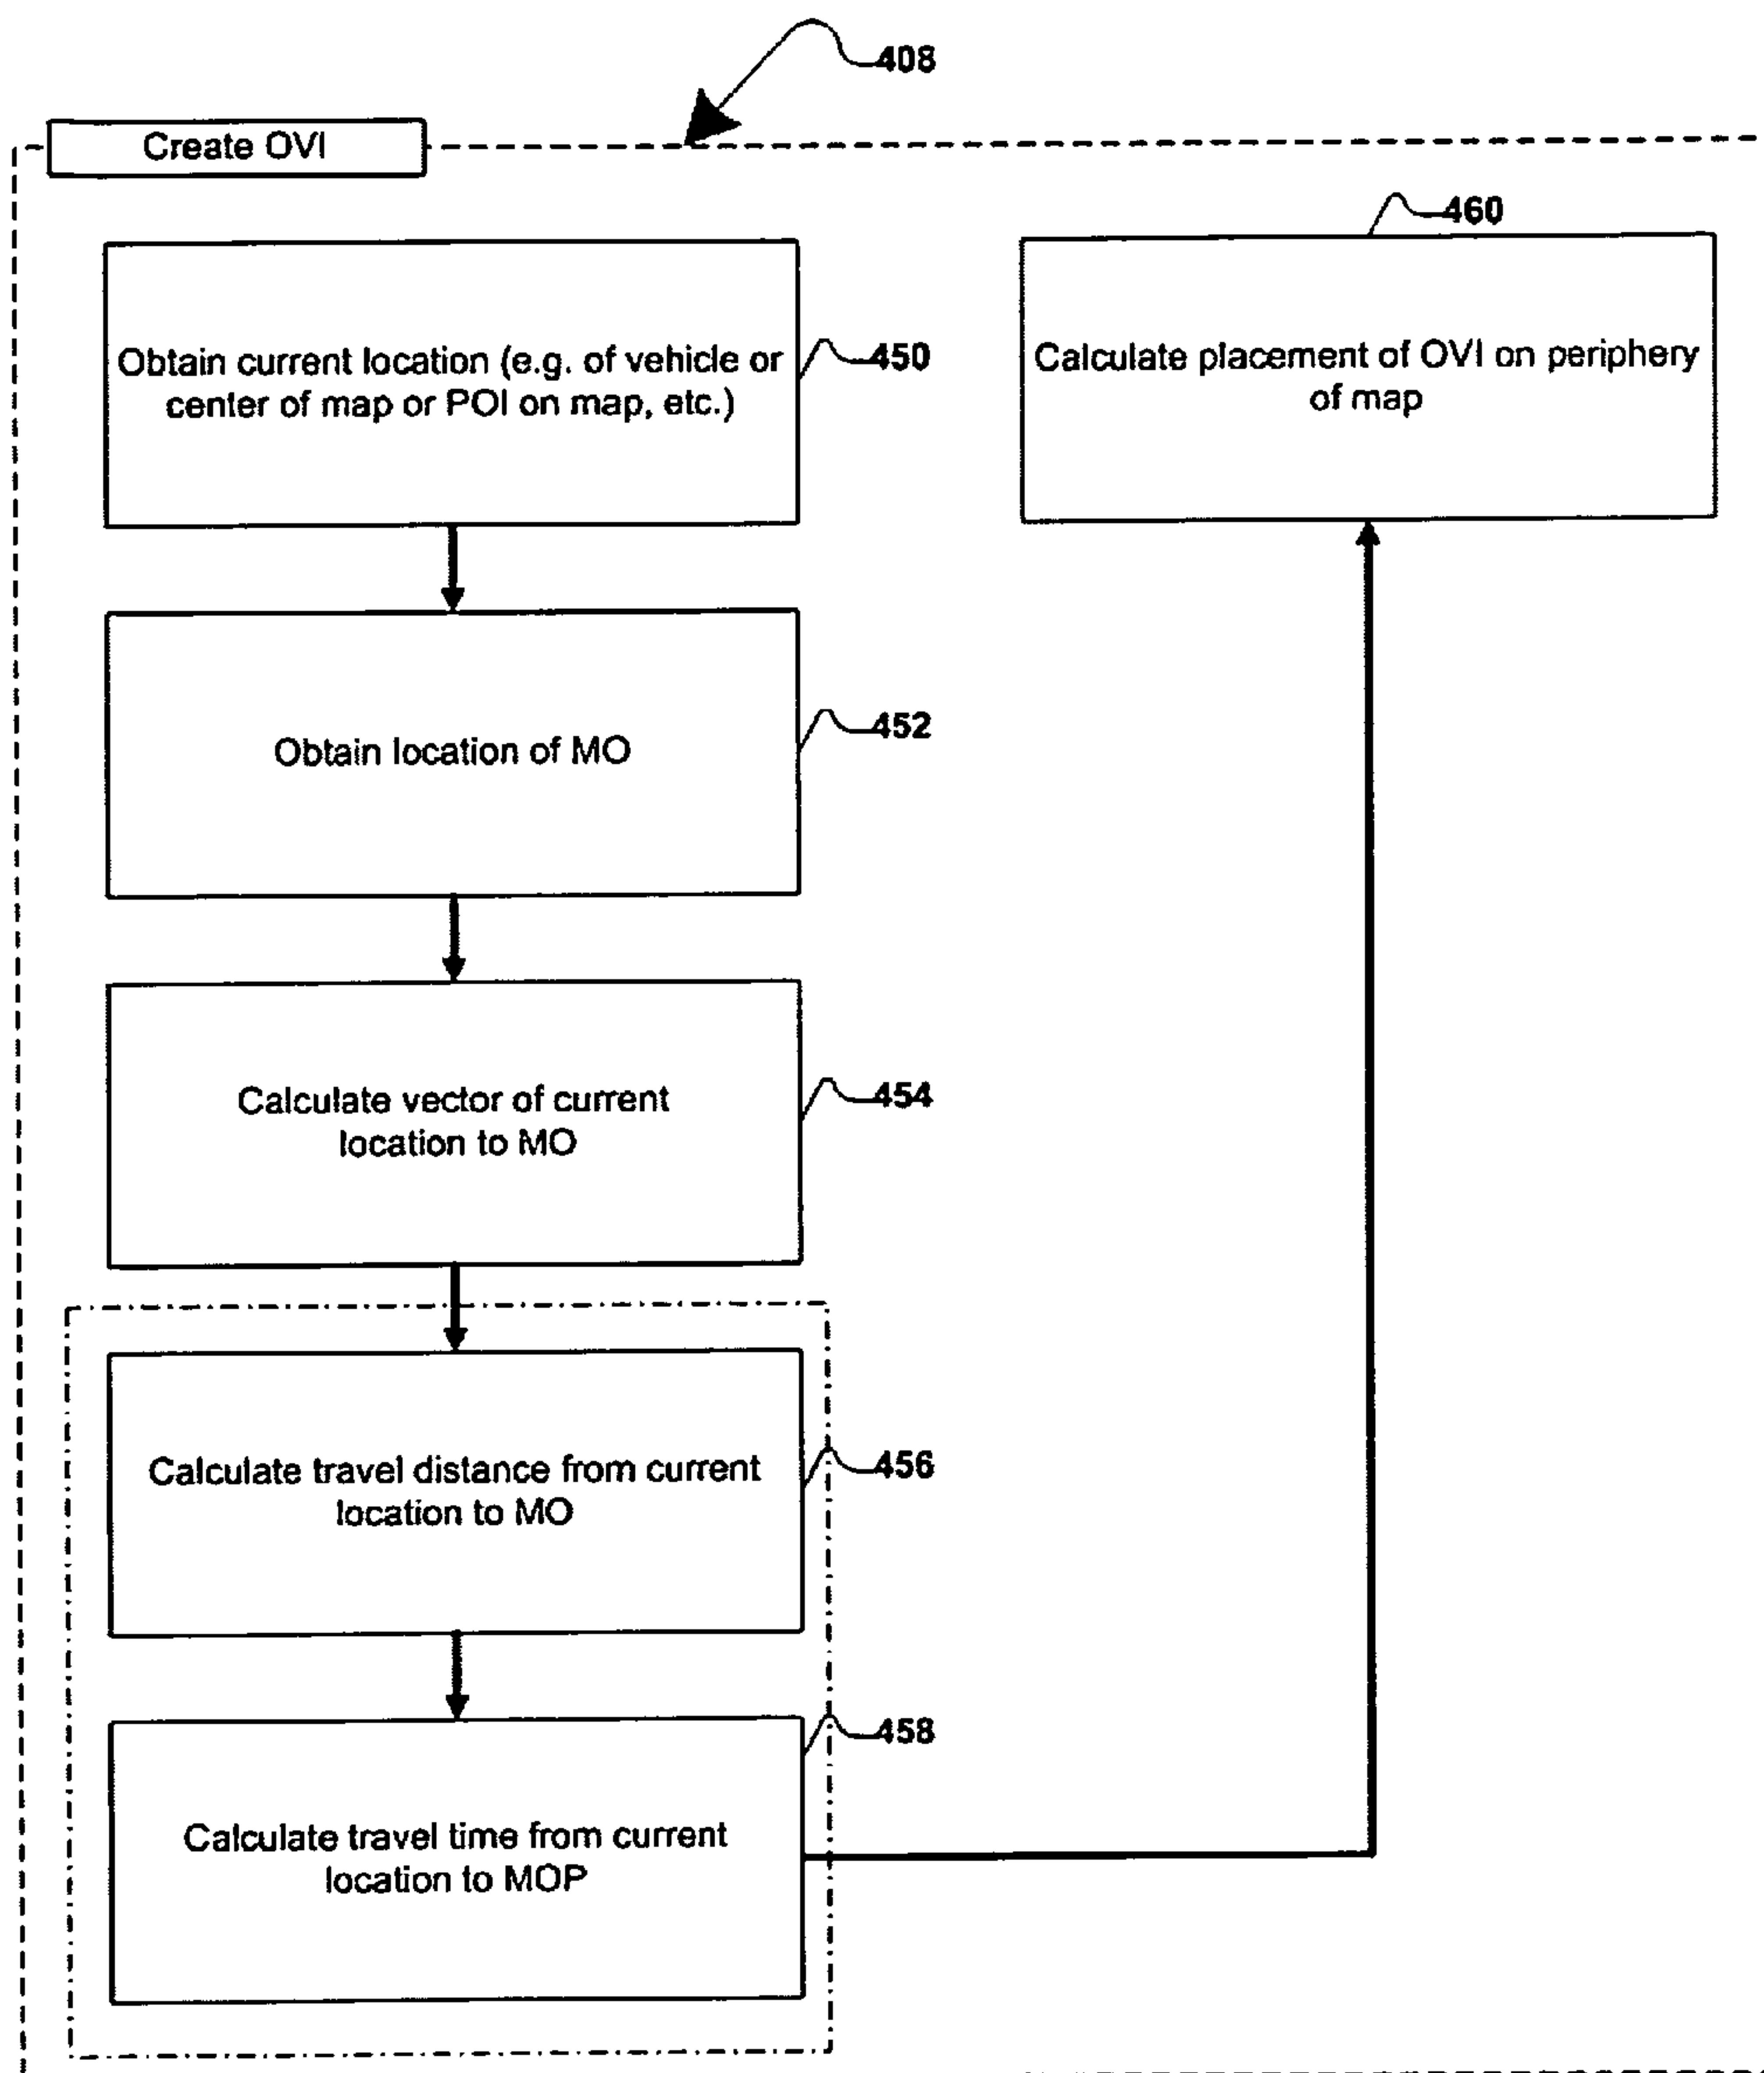 408
Create OVI
460
Obtain current location (e.g. of vehicle or
center of map or POI on map, etc.)
450
Calculate placement of OVI on periphery
of map
Obtain location of MO
452
Calculate vector of current
location to MO
454
Calculate travel distance from current
location to MO
456
Calculate travel time from current
location to MOP
458